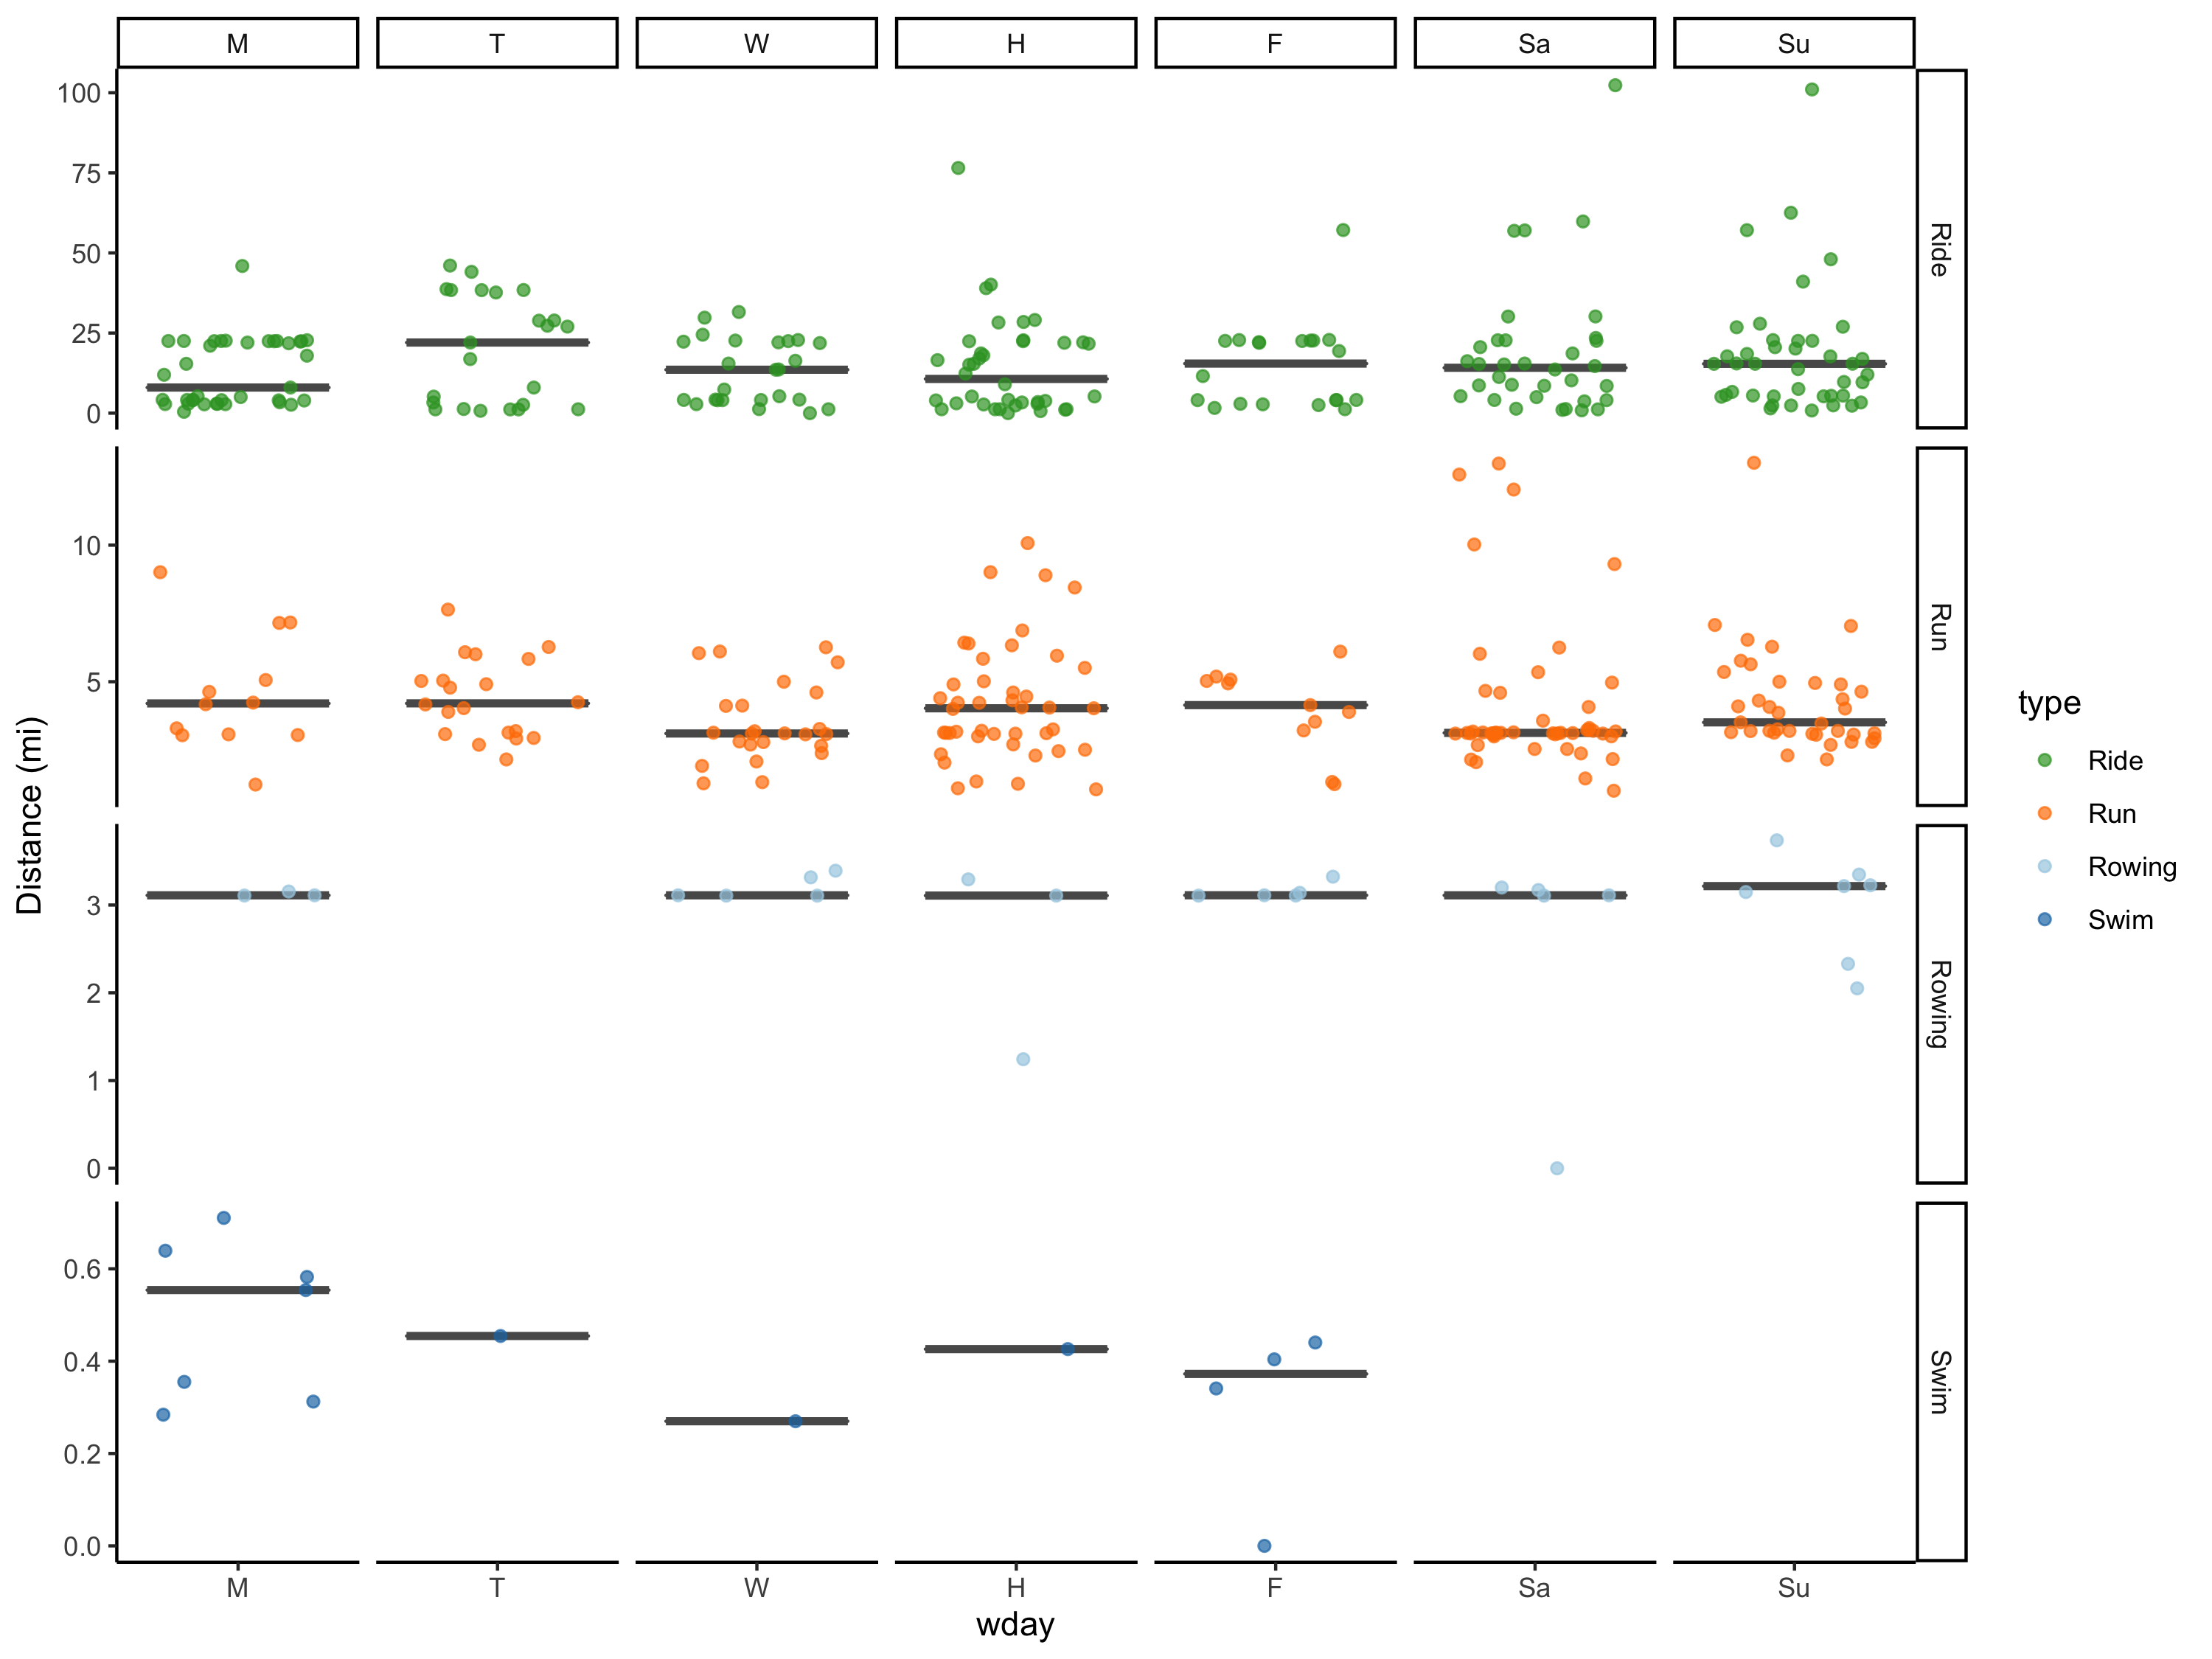 M T W H F Sa Su
100
75
50
25
0
Ride
10
5
Run
3
2
1
0
Rowing
0.6
0.4
0.2
0.0
Swim
Distance (mi)
M T W H F Sa Su
wday
type
Ride
Run
Rowing
Swim